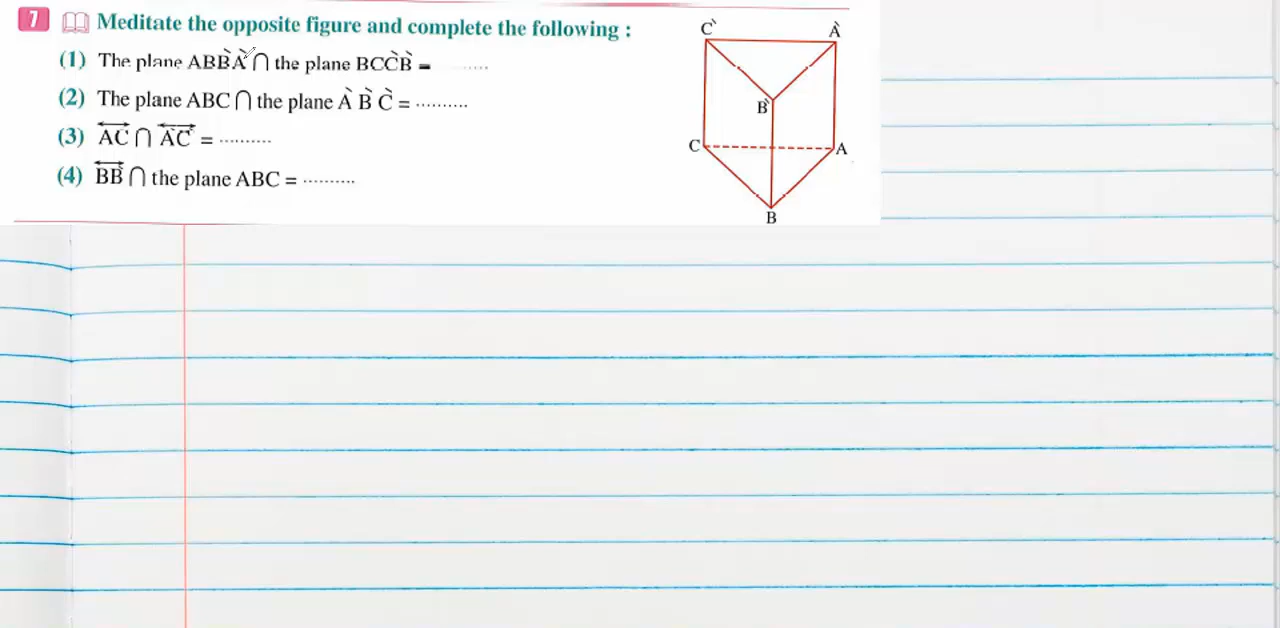 7 Meditate the opposite figure and complete the following :
(1) The plane ABB̀À ∩ the plane BCC̀B̀ = ......
(2) The plane ABC ∩ the plane À B̀ C̀ = ..........
(3) AC ∩ ÀC̀ = ..........
(4) BB̀ ∩ the plane ABC = ..........
C̀
À
B̀
C
A
B